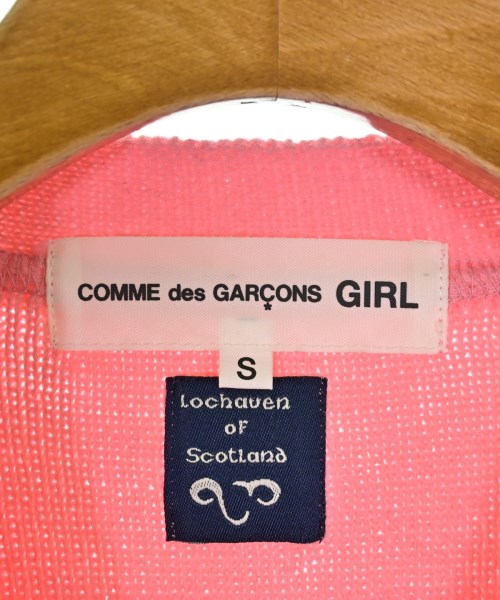 COMME des GARÇONS GIRL
S
Lochaven
of
Scotland